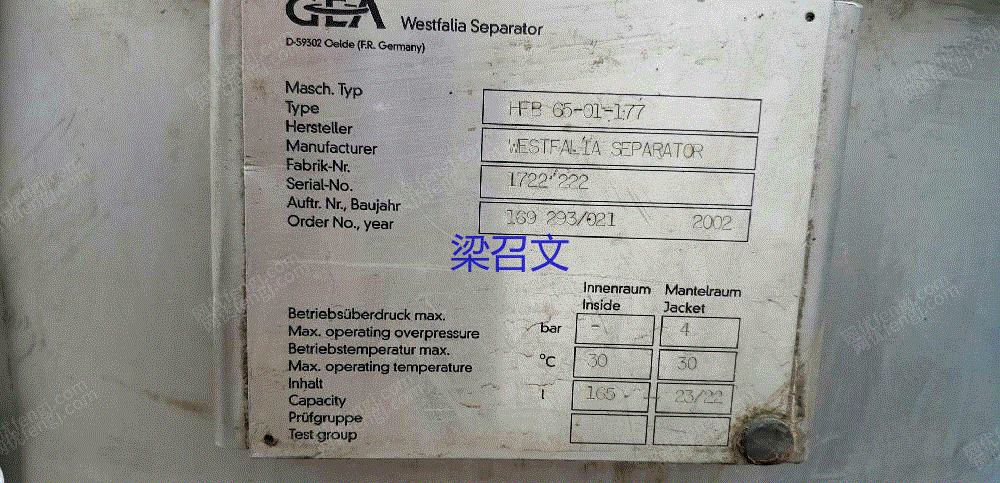 GEA Westfalia Separator
D-59302 Oelde (F.R. Germany)
Masch. Typ
Type
HFB 65-01-177
Hersteller
Manufacturer
WESTFALIA SEPARATOR
Fabrik-Nr.
Serial-No.
1722 222
Auftr. Nr., Baujahr
Order No., year
169 293/021 2002
梁召文
Innenraum Mantelraum
Inside Jacket
Betriebsüberdruck max.
Max. operating overpressure
bar - 4
Betriebstemperatur max.
Max. operating temperature
°C 30 30
Inhalt
Capacity
l 165 23/22
Prüfgruppe
Test group